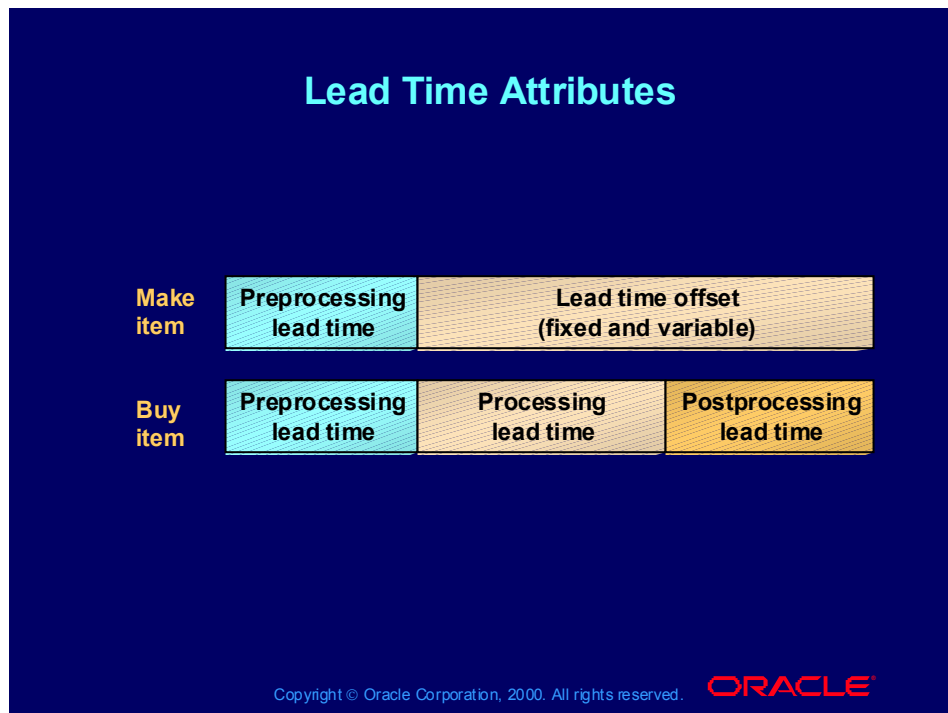 Lead Time Attributes
Make
item
Preprocessing
lead time
Lead time offset
(fixed and variable)
Buy
item
Preprocessing
lead time
Processing
lead time
Postprocessing
lead time
Copyright © Oracle Corporation, 2000. All rights reserved.
ORACLE®